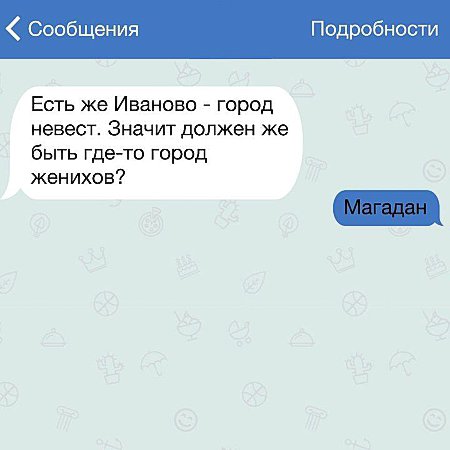 Сообщения Подробности
Есть же Иваново - город
невест. Значит должен же
быть где-то город
женихов?
Магадан